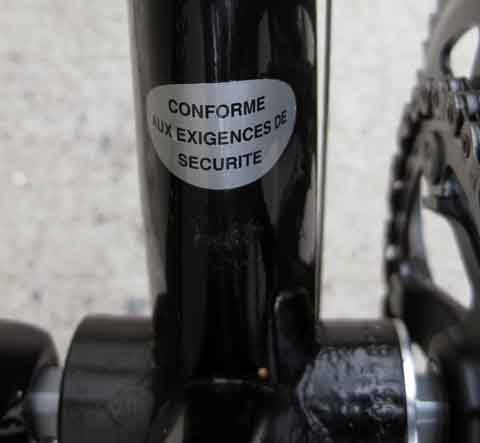 CONFORME
AUX EXIGENCES DE
SECURITE